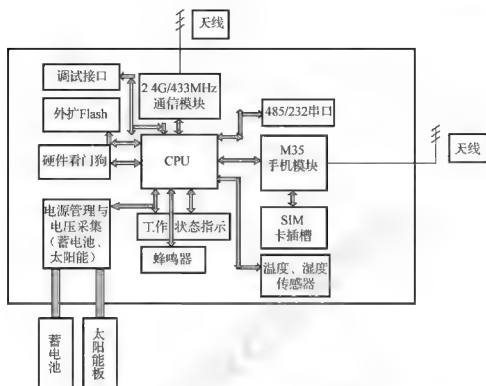 天线
调试接口
2 4G/433MHz
通信模块
外扩Flash
485/232串口
硬件看门狗
CPU
M35
手机模块
天线
电源管理与
电压采集
(蓄电池、
太阳能)
工作 状态指示
SIM
卡插槽
蜂鸣器
温度、湿度
传感器
蓄电池
太阳能板